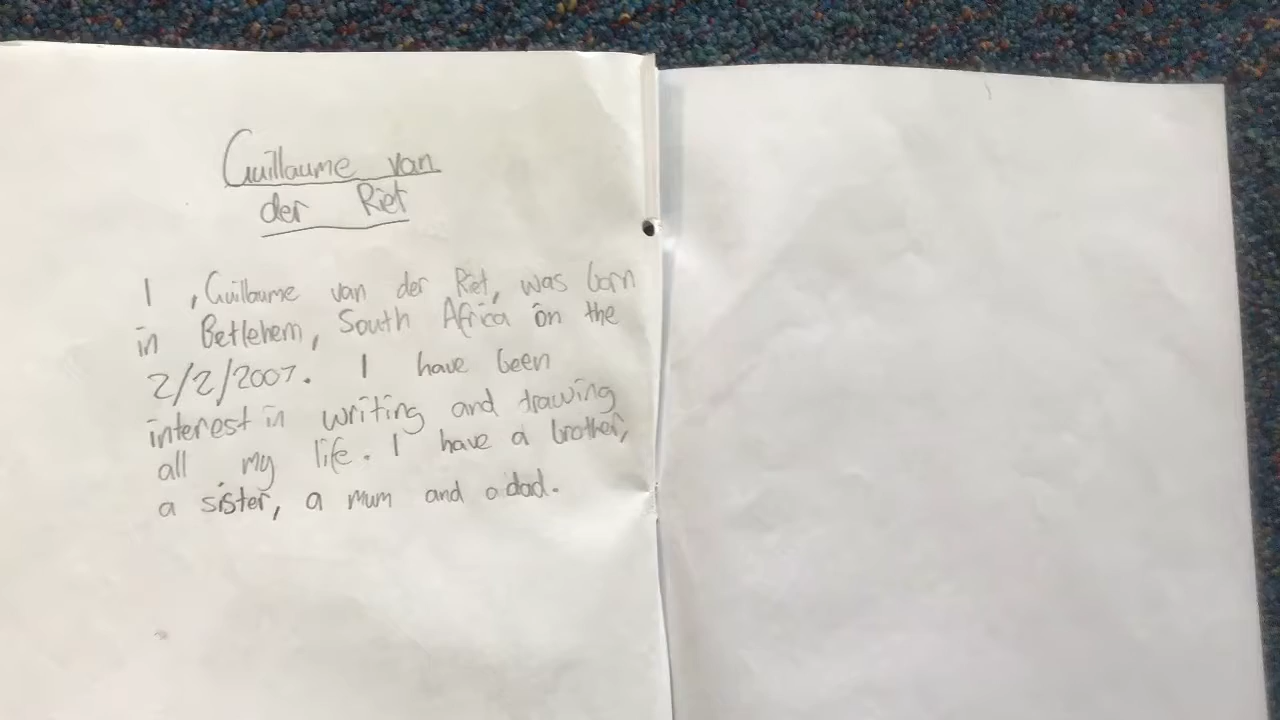 Guillaume van
der Riet
I , Guillaume van der Riet, was born
in Betlehem, South Africa on the
2/2/2007. I have been
interest in writing and drawing
all my life. I have a brother,
a sister, a mum and a dad.